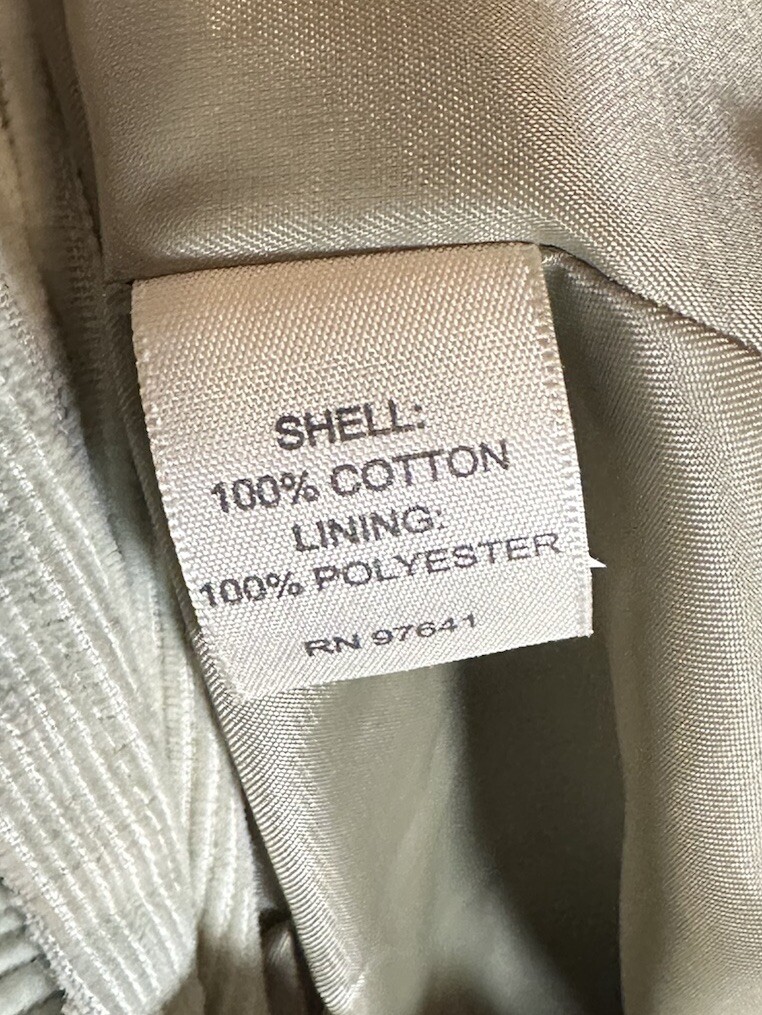 SHELL:
100% COTTON
LINING:
100% POLYESTER
RN 97641